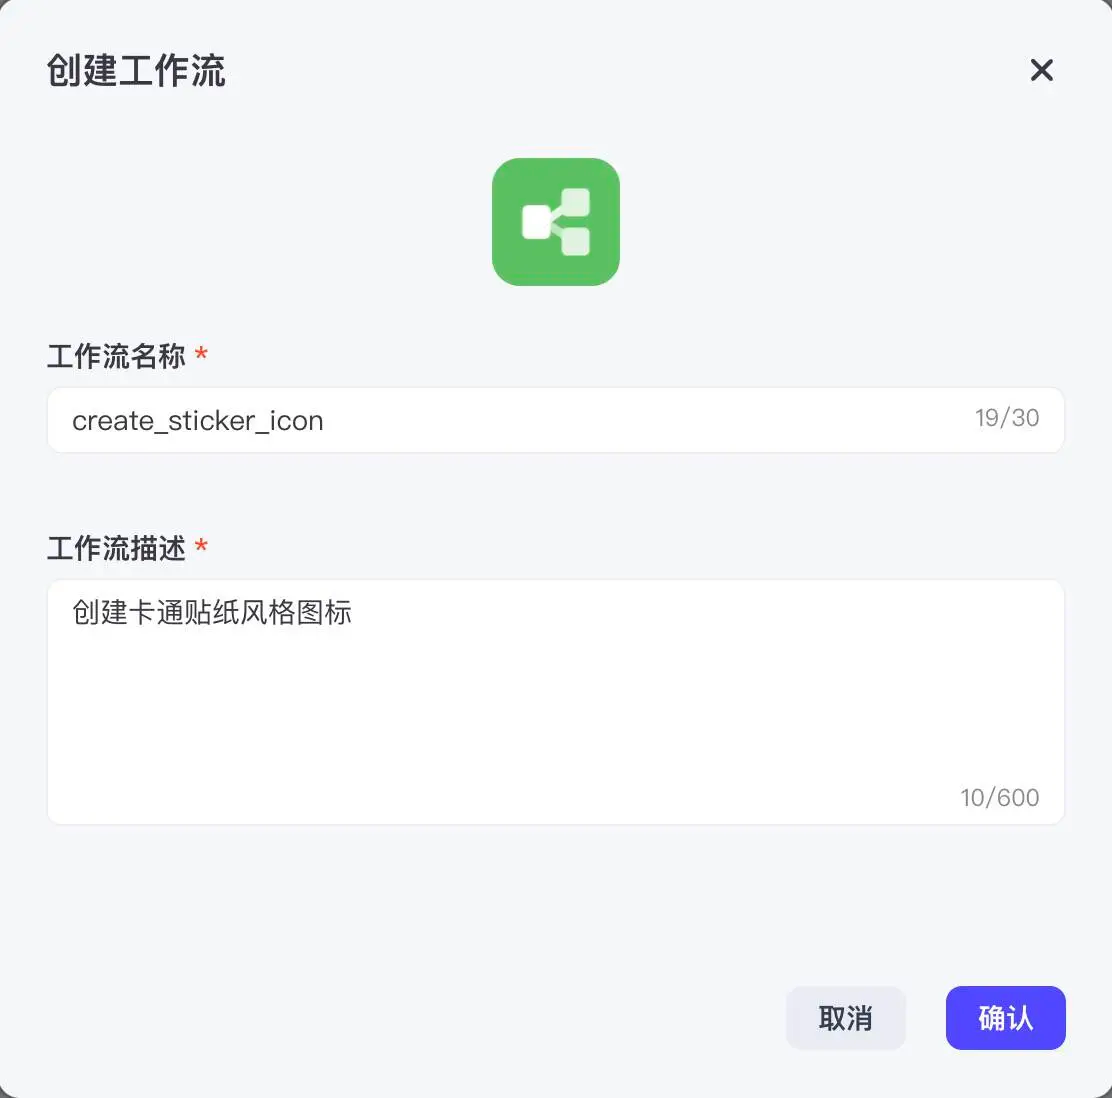 创建工作流
工作流名称 *
create_sticker_icon 19/30
工作流描述 *
创建卡通贴纸风格图标
10/600
取消 确认